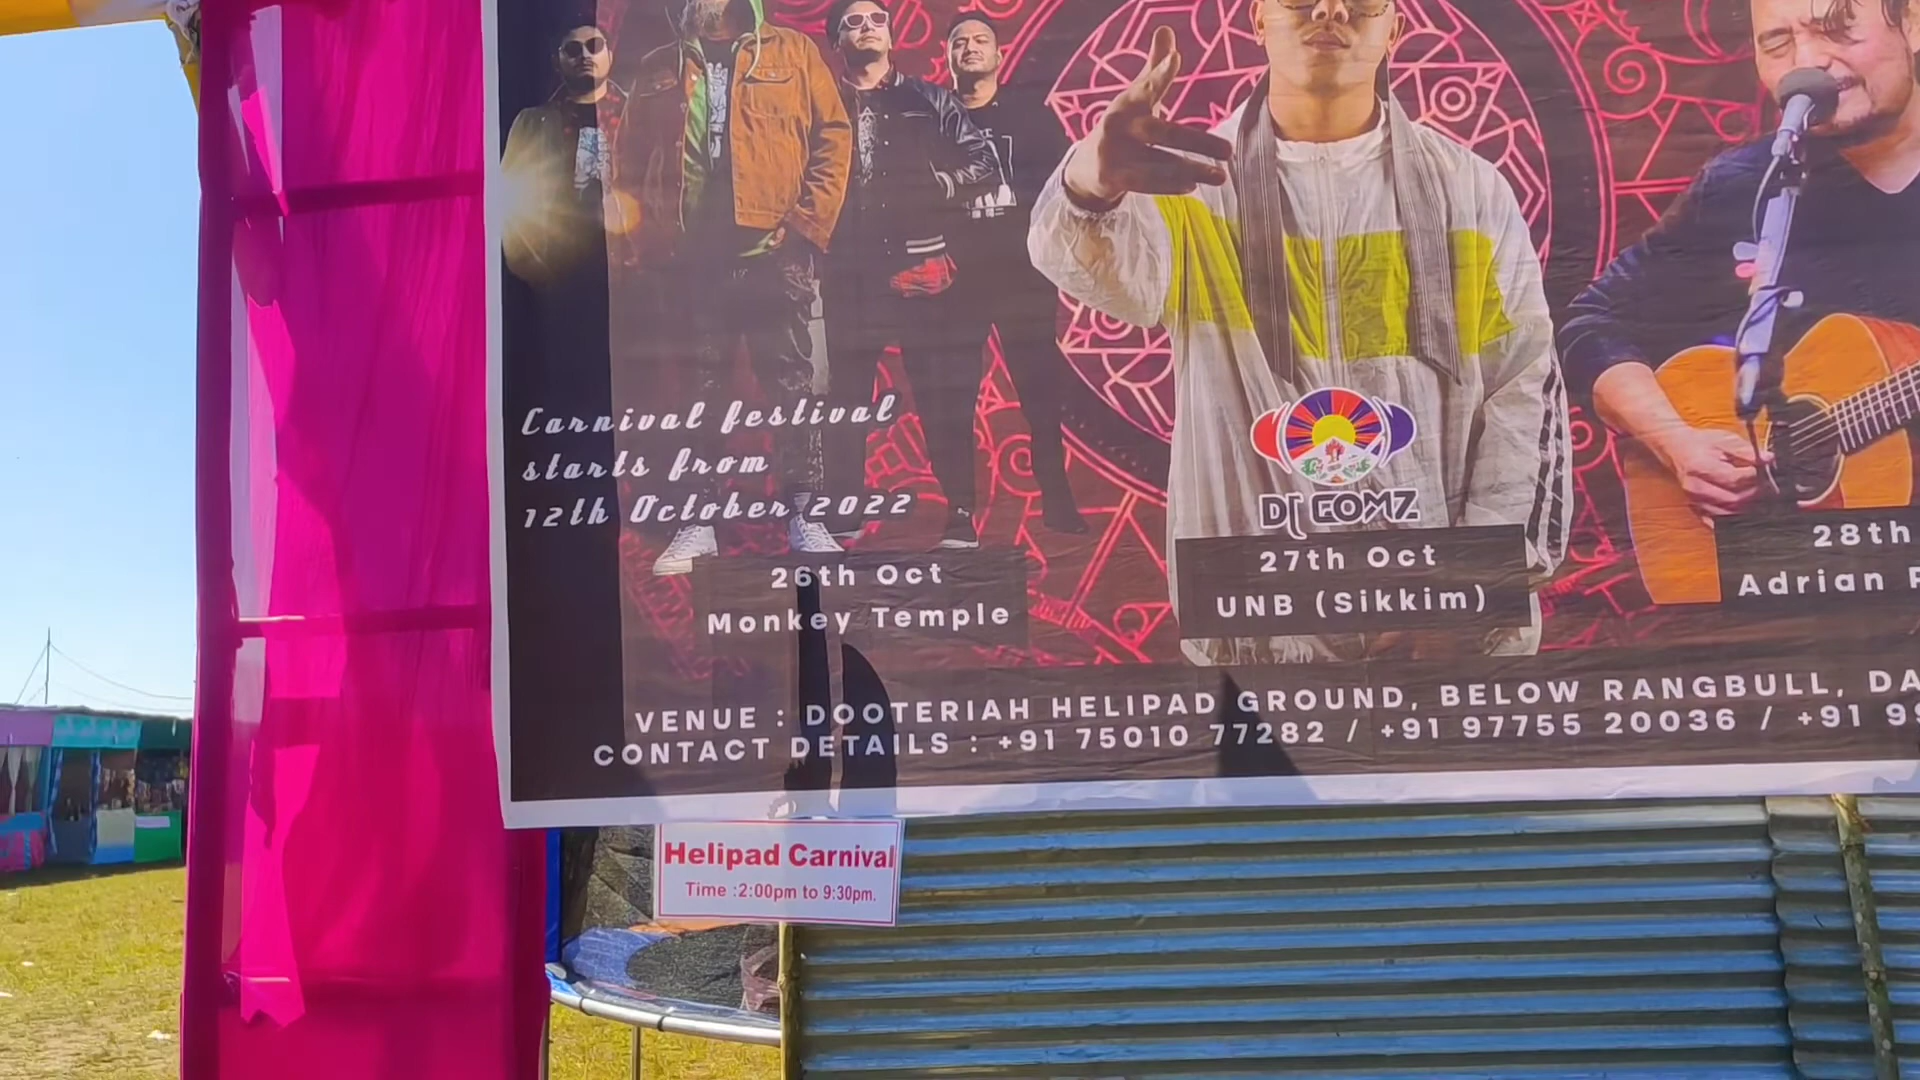 Carnival festival
starts from
12th October 2022
DJ GOMZ
26th Oct
Monkey Temple
27th Oct
UNB (Sikkim)
28th
Adrian
VENUE : DOOTERIAH HELIPAD GROUND, BELOW RANGBULL,
CONTACT DETAILS : +91 75010 77282 / +91 97755 20036 / +91
Helipad Carnival
Time :2:00pm to 9:30pm.